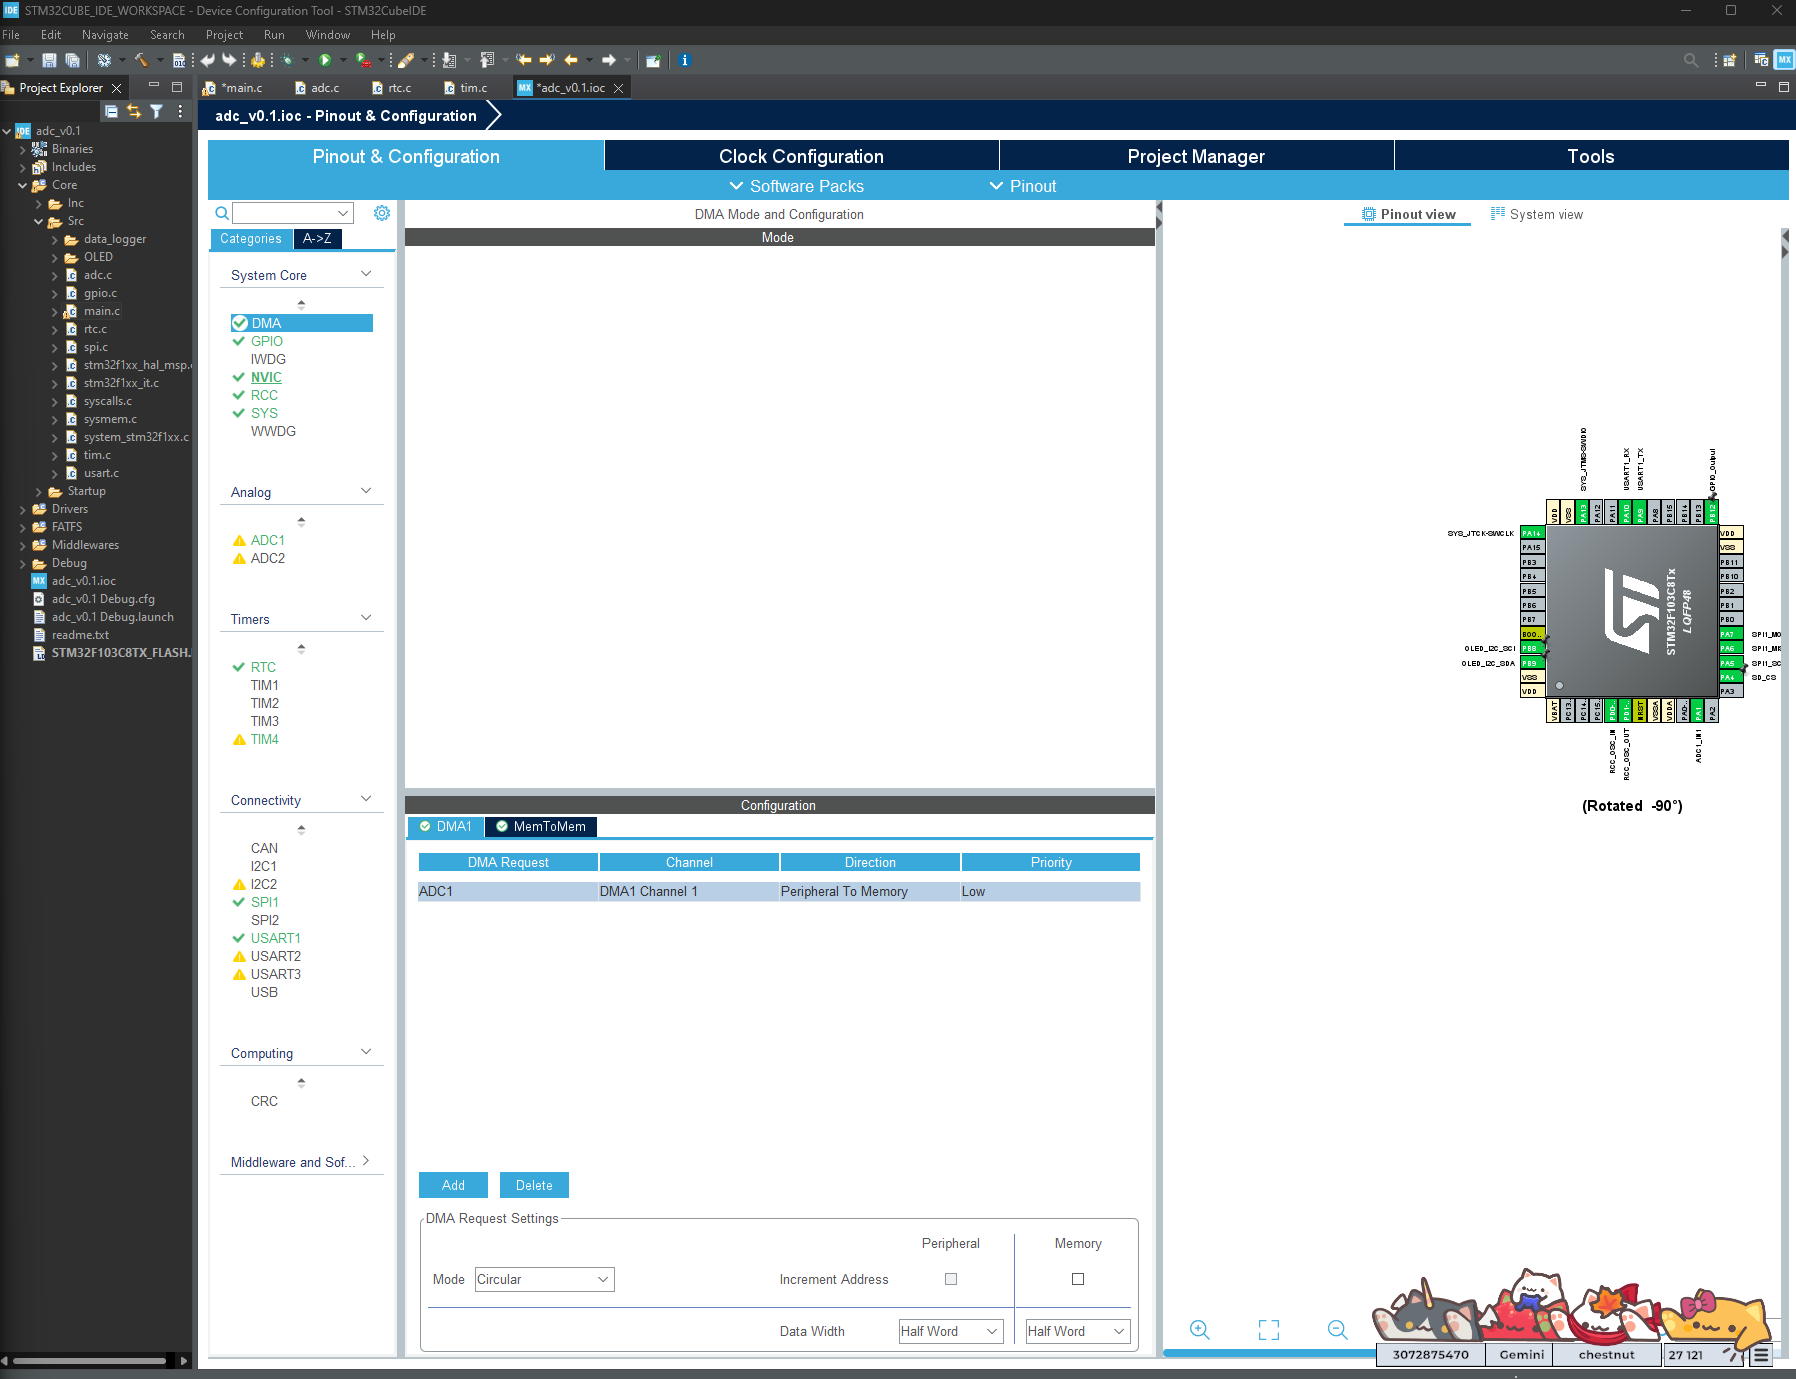 IDE STM32CUBE_IDE_WORKSPACE - Device Configuration Tool - STM32CubeIDE
File Edit Navigate Search Project Run Window Help
Project Explorer
*main.c adc.c rtc.c tim.c MX *adc_v0.1.ioc
adc_v0.1.ioc - Pinout & Configuration
IDE adc_v0.1
Binaries
Includes
Core
Inc
Src
data_logger
OLED
adc.c
gpio.c
main.c
rtc.c
spi.c
stm32f1xx_hal_msp.c
stm32f1xx_it.c
syscalls.c
sysmem.c
system_stm32f1xx.c
tim.c
usart.c
Startup
Drivers
FATFS
Middlewares
Debug
MX adc_v0.1.ioc
adc_v0.1 Debug.cfg
adc_v0.1 Debug.launch
readme.txt
STM32F103C8TX_FLASH.
Pinout & Configuration Clock Configuration Project Manager Tools
Software Packs Pinout
Categories A->Z
System Core
DMA
GPIO
IWDG
NVIC
RCC
SYS
WWDG
Analog
ADC1
ADC2
Timers
RTC
TIM1
TIM2
TIM3
TIM4
Connectivity
CAN
I2C1
I2C2
SPI1
SPI2
USART1
USART2
USART3
USB
Computing
CRC
Middleware and Sof...
DMA Mode and Configuration
Mode
Configuration
DMA1 MemToMem
DMA Request Channel Direction Priority
ADC1 DMA1 Channel 1 Peripheral To Memory Low
Add Delete
DMA Request Settings
Peripheral Memory
Mode Circular Increment Address
Data Width Half Word Half Word
Pinout view System view
SYS_JTMS-SWDIO
USART1_RX
USART1_TX
GPIO_Output
VDD VSS PA13 PA12 PA11 PA10 PA9 PA8 PB15 PB14 PB13 PB12
SYS_JTCK-SWCLK PA14
PA15
PB3
PB4
PB5
PB6
PB7
BOO..
OLED_I2C_SCl PB8
OLED_I2C_SDA PB9
VSS
VDD
STM32F103C8Tx
LQFP48
VDD
VSS
PB11
PB10
PB2
PB1
PB0
PA7 SPI1_MO
PA6 SPI1_MI
PA5 SPI1_SC
PA4 SD_CS
PA3
VBAT PC13. PC14. PC15. PD0-. PD1-. NRST VSSA VDDA PA0-. PA1 PA2
RCC_OSC_IN
RCC_OSC_OUT
ADC1_IN1
(Rotated -90°)
3072875470 Gemini chestnut 27 121